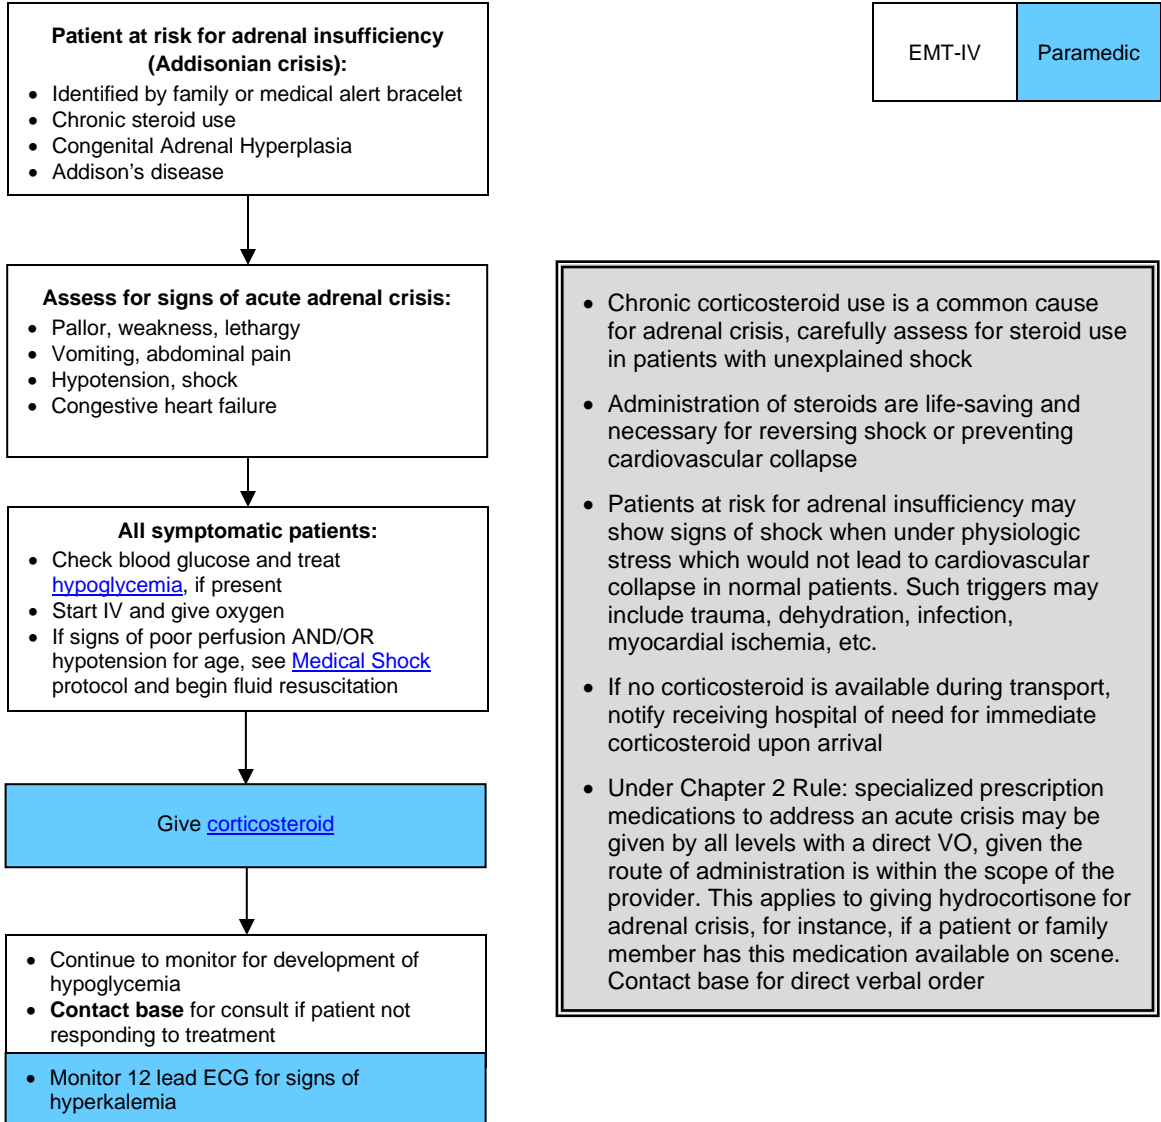 Patient at risk for adrenal insufficiency
(Addisonian crisis):
• Identified by family or medical alert bracelet
• Chronic steroid use
• Congenital Adrenal Hyperplasia
• Addison's disease
EMT-IV
Paramedic
Assess for signs of acute adrenal crisis:
• Pallor, weakness, lethargy
• Vomiting, abdominal pain
• Hypotension, shock
• Congestive heart failure
All symptomatic patients:
• Check blood glucose and treat
hypoglycemia, if present
• Start IV and give oxygen
• If signs of poor perfusion AND/OR
hypotension for age, see Medical Shock
protocol and begin fluid resuscitation
Give corticosteroid
• Continue to monitor for development of
hypoglycemia
• Contact base for consult if patient not
responding to treatment
• Monitor 12 lead ECG for signs of
hyperkalemia
• Chronic corticosteroid use is a common cause
for adrenal crisis, carefully assess for steroid use
in patients with unexplained shock
• Administration of steroids are life-saving and
necessary for reversing shock or preventing
cardiovascular collapse
• Patients at risk for adrenal insufficiency may
show signs of shock when under physiologic
stress which would not lead to cardiovascular
collapse in normal patients. Such triggers may
include trauma, dehydration, infection,
myocardial ischemia, etc.
• If no corticosteroid is available during transport,
notify receiving hospital of need for immediate
corticosteroid upon arrival
• Under Chapter 2 Rule: specialized prescription
medications to address an acute crisis may be
given by all levels with a direct VO, given the
route of administration is within the scope of the
provider. This applies to giving hydrocortisone for
adrenal crisis, for instance, if a patient or family
member has this medication available on scene.
Contact base for direct verbal order